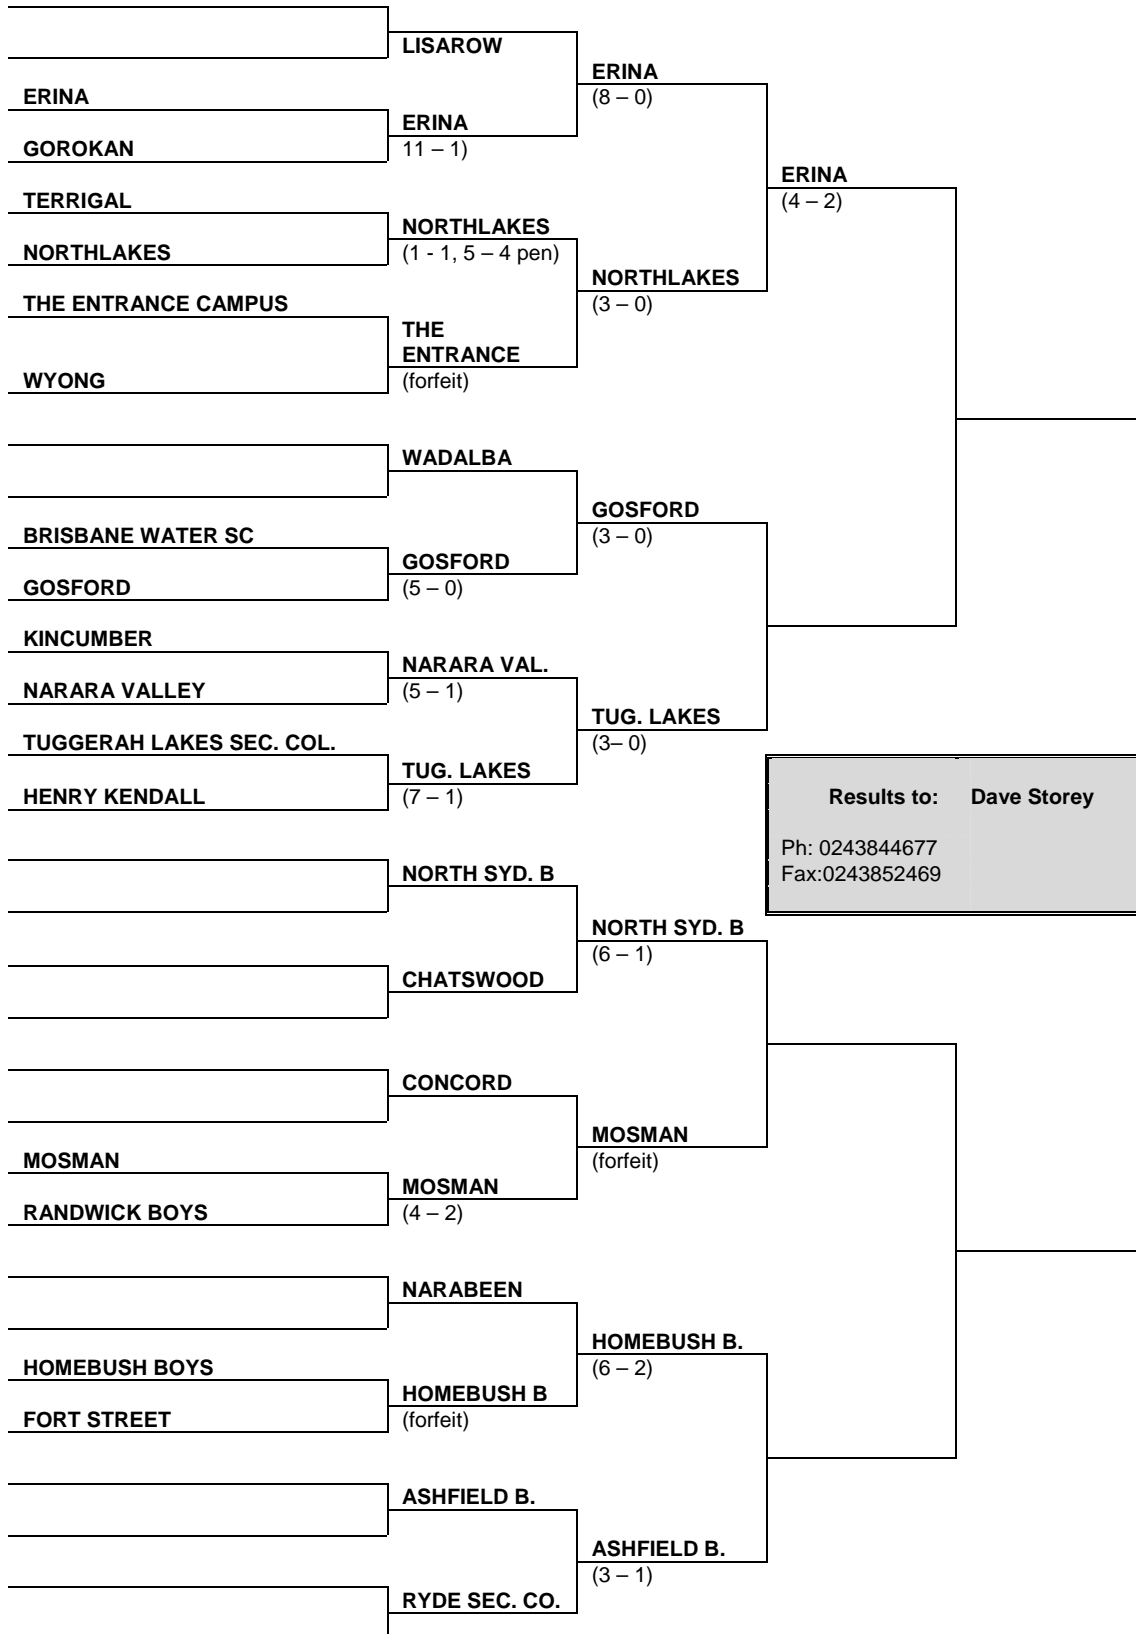 LISAROW
ERINA
(8 – 0)
ERINA
ERINA
11 – 1)
GOROKAN
ERINA
(4 – 2)
TERRIGAL
NORTHLAKES
(1 - 1, 5 – 4 pen)
NORTHLAKES
NORTHLAKES
(3 – 0)
THE ENTRANCE CAMPUS
THE
ENTRANCE
(forfeit)
WYONG
WADALBA
GOSFORD
(3 – 0)
BRISBANE WATER SC
GOSFORD
(5 – 0)
GOSFORD
KINCUMBER
NARARA VAL.
(5 – 1)
NARARA VALLEY
TUG. LAKES
(3– 0)
TUGGERAH LAKES SEC. COL.
TUG. LAKES
(7 – 1)
HENRY KENDALL
Results to: Dave Storey
Ph: 0243844677
Fax:0243852469
NORTH SYD. B
NORTH SYD. B
(6 – 1)
CHATSWOOD
CONCORD
MOSMAN
(forfeit)
MOSMAN
MOSMAN
(4 – 2)
RANDWICK BOYS
NARABEEN
HOMEBUSH B.
(6 – 2)
HOMEBUSH BOYS
HOMEBUSH B
(forfeit)
FORT STREET
ASHFIELD B.
ASHFIELD B.
(3 – 1)
RYDE SEC. CO.